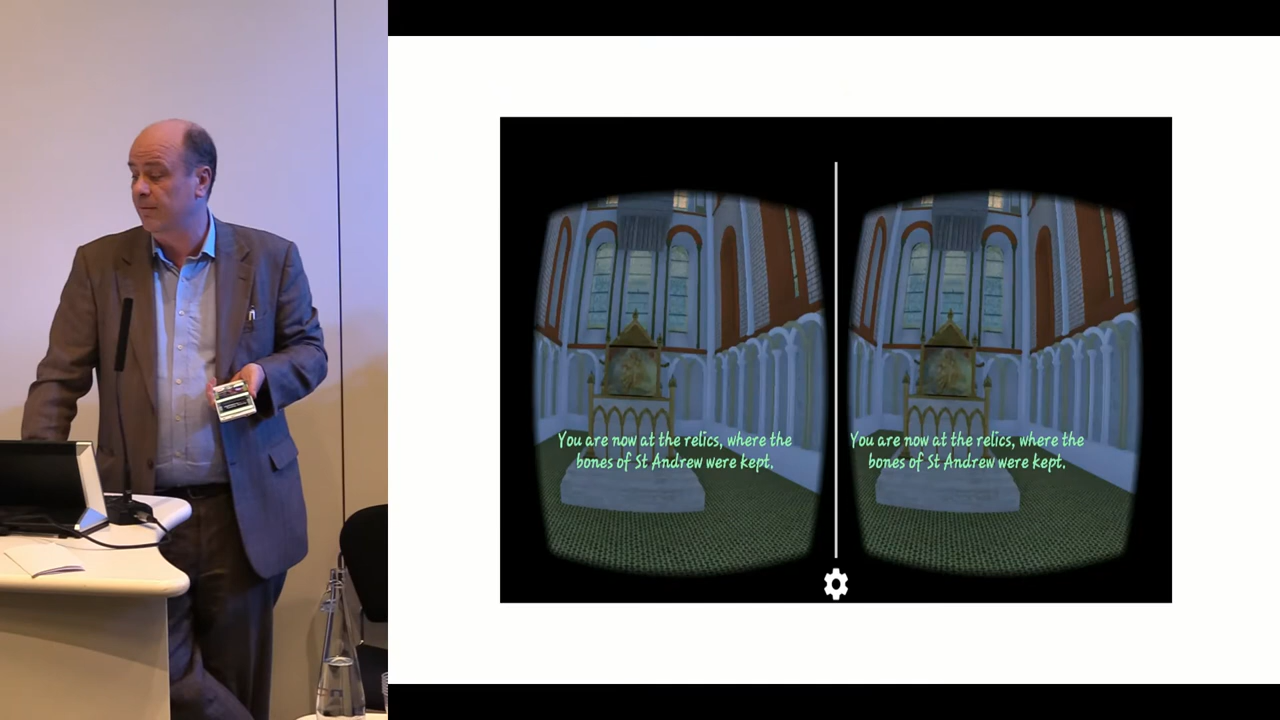 You are now at the relics, where the
bones of St Andrew were kept.
You are now at the relics, where the
bones of St Andrew were kept.